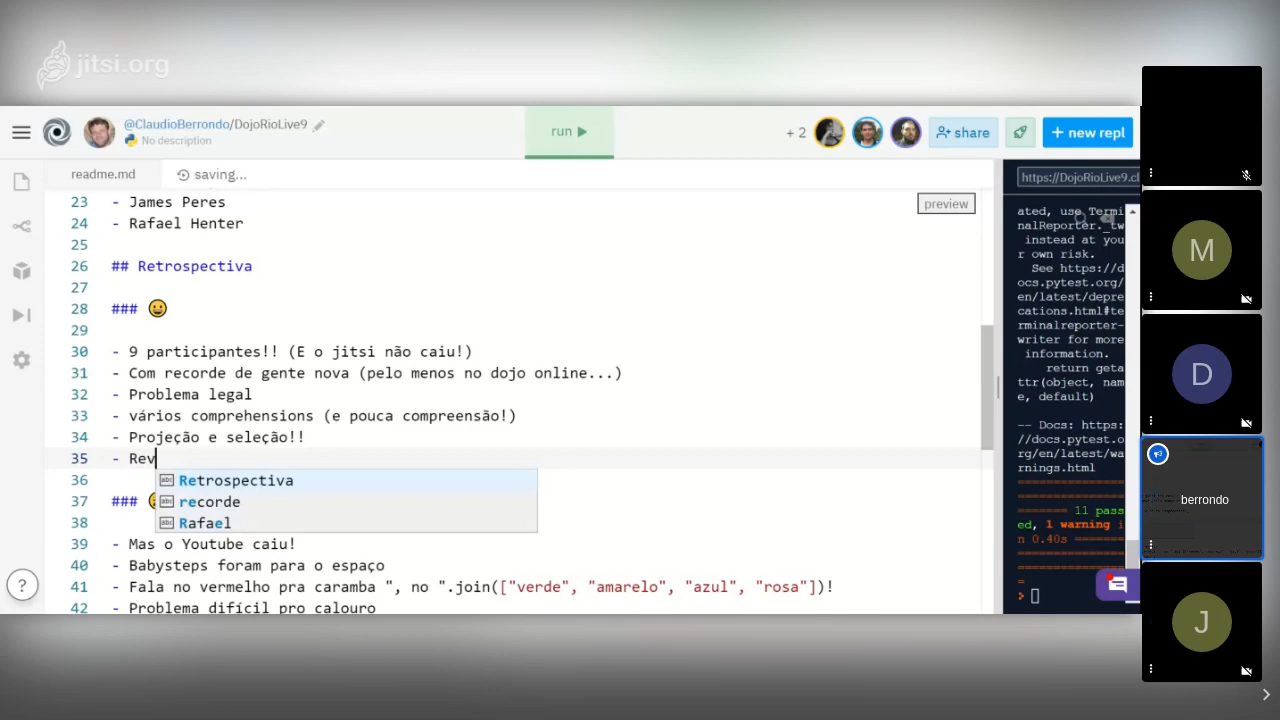 jitsi.org
@ClaudioBerrondo/DojoRioLive9
No description
run
+ 2
share
+ new repl
readme.md
saving...
preview
23 - James Peres
24 - Rafael Henter
25
26 ## Retrospectiva
27
28 ### 😀
29
30 - 9 participantes!! (E o jitsi não caiu!)
31 - Com recorde de gente nova (pelo menos no dojo online...)
32 - Problema legal
33 - vários comprehensions (e pouca compreensão!)
34 - Projeção e seleção!!
35 - Rev
36
Retrospectiva
recorde
Rafael
37 ###
38
39 - Mas o Youtube caiu!
40 - Babysteps foram para o espaço
41 - Fala no vermelho pra caramba ", no ".join(["verde", "amarelo", "azul", "rosa"])!
42 - Problema difícil pro calouro
?
https://DojoRioLive9.cl
ated, use Termi
nalReporter._tw
instead at you
r own risk.
See https://d
ocs.pytest.org/
en/latest/depre
cations.html#te
rminalreporter-
writer for more
information.
return geta
ttr(object, nam
e, default)
-- Docs: https:
//docs.pytest.o
rg/en/latest/wa
rnings.html
======= 11 pass
ed, 1 warning i
n 0.40s =======
=
>
M
D
berrondo
J